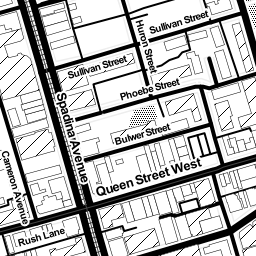 Sullivan Street
Huron Street
Sullivan Street
Phoebe Street
Spadina Avenue
Bulwer Street
Queen Street West
Cameron Avenue
Rush Lane